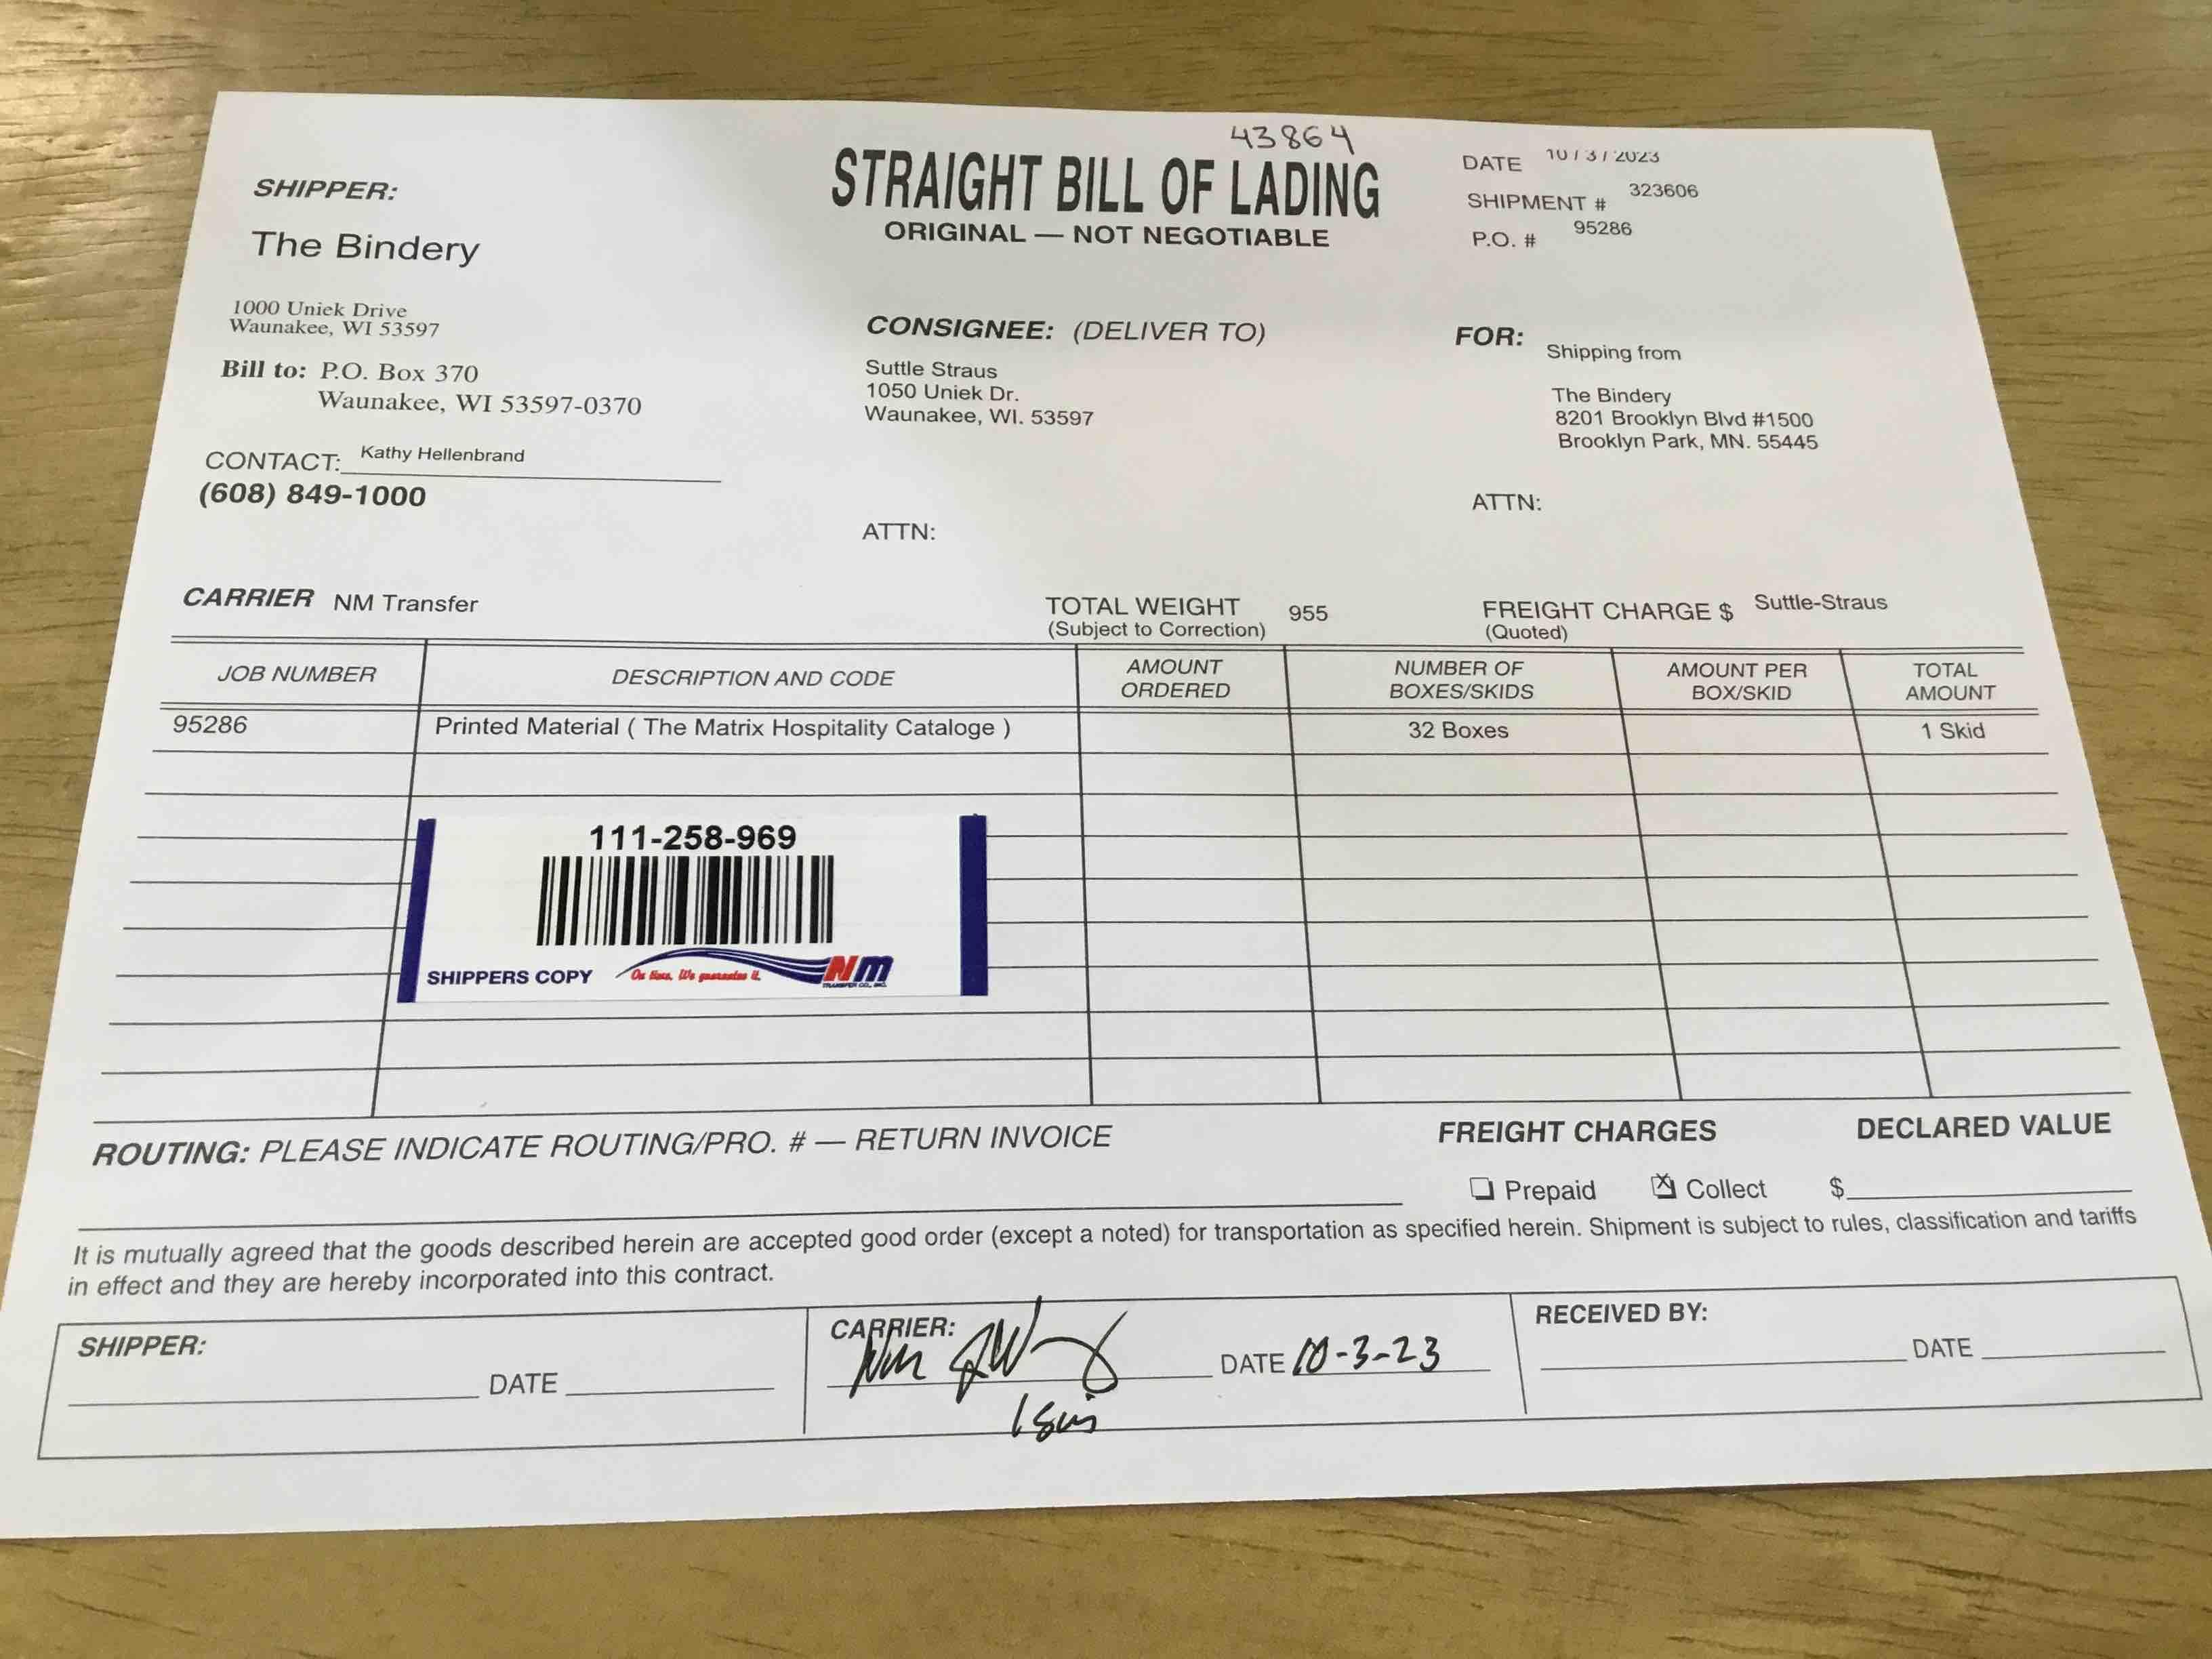 43864
STRAIGHT BILL OF LADING
ORIGINAL — NOT NEGOTIABLE
DATE 10/3/2023
SHIPMENT # 323606
P.O. # 95286
SHIPPER:
The Bindery
1000 Uniek Drive
Waunakee, WI 53597
Bill to: P.O. Box 370
Waunakee, WI 53597-0370
CONTACT: Kathy Hellenbrand
(608) 849-1000
CONSIGNEE: (DELIVER TO)
Suttle Straus
1050 Uniek Dr.
Waunakee, WI. 53597
ATTN:
FOR: Shipping from
The Bindery
8201 Brooklyn Blvd #1500
Brooklyn Park, MN. 55445
ATTN:
CARRIER NM Transfer
TOTAL WEIGHT 955
(Subject to Correction)
FREIGHT CHARGE $ Suttle-Straus
(Quoted)
JOB NUMBER DESCRIPTION AND CODE AMOUNT ORDERED NUMBER OF BOXES/SKIDS AMOUNT PER BOX/SKID TOTAL AMOUNT
95286 Printed Material ( The Matrix Hospitality Cataloge ) 32 Boxes 1 Skid
111-258-969
SHIPPERS COPY On time, We guarantee it. NM
TRANSFER CO., INC.
ROUTING: PLEASE INDICATE ROUTING/PRO. # — RETURN INVOICE
FREIGHT CHARGES
DECLARED VALUE
Prepaid Collect $
It is mutually agreed that the goods described herein are accepted good order (except a noted) for transportation as specified herein. Shipment is subject to rules, classification and tariffs
in effect and they are hereby incorporated into this contract.
SHIPPER:
DATE
CARRIER: NM
DATE 10-3-23
RECEIVED BY:
DATE